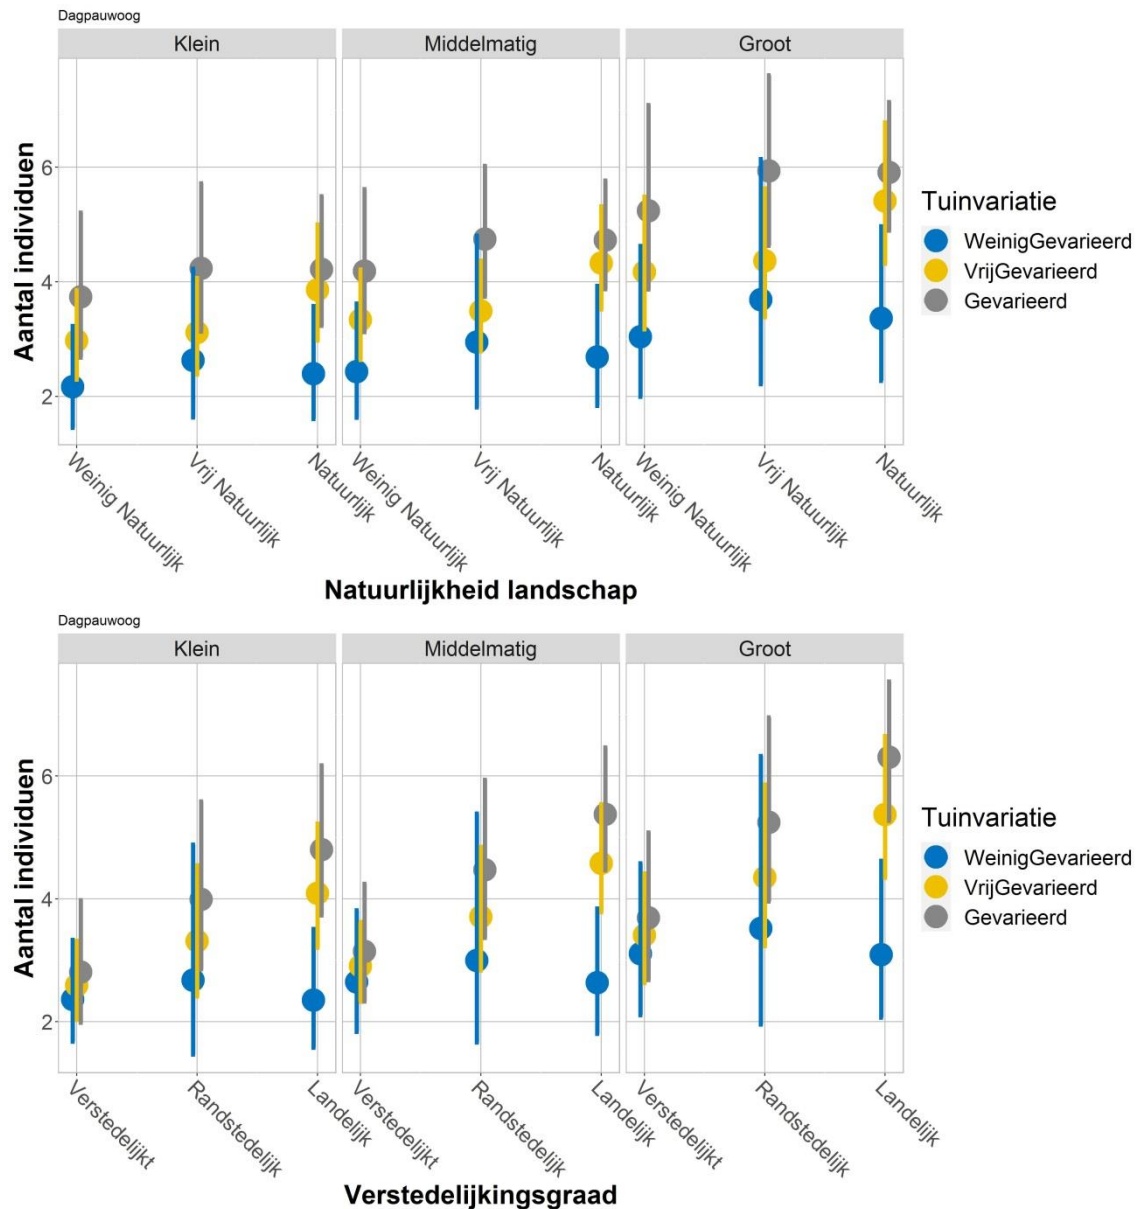 Dagpauwoog
Klein Middelmatig Groot
Aantal individuen
6
4
2
Weinig Natuurlijk Vrij Natuurlijk Natuurlijk Weinig Natuurlijk Vrij Natuurlijk Natuurlijk Weinig Natuurlijk Vrij Natuurlijk Natuurlijk
Natuurlijkheid landschap
Tuinvariatie
WeinigGevarieerd
VrijGevarieerd
Gevarieerd
Dagpauwoog
Klein Middelmatig Groot
Aantal individuen
6
4
2
Verstedelijkt Randstedelijk Landelijk Verstedelijkt Randstedelijk Landelijk Verstedelijkt Randstedelijk Landelijk
Verstedelijkingsgraad
Tuinvariatie
WeinigGevarieerd
VrijGevarieerd
Gevarieerd